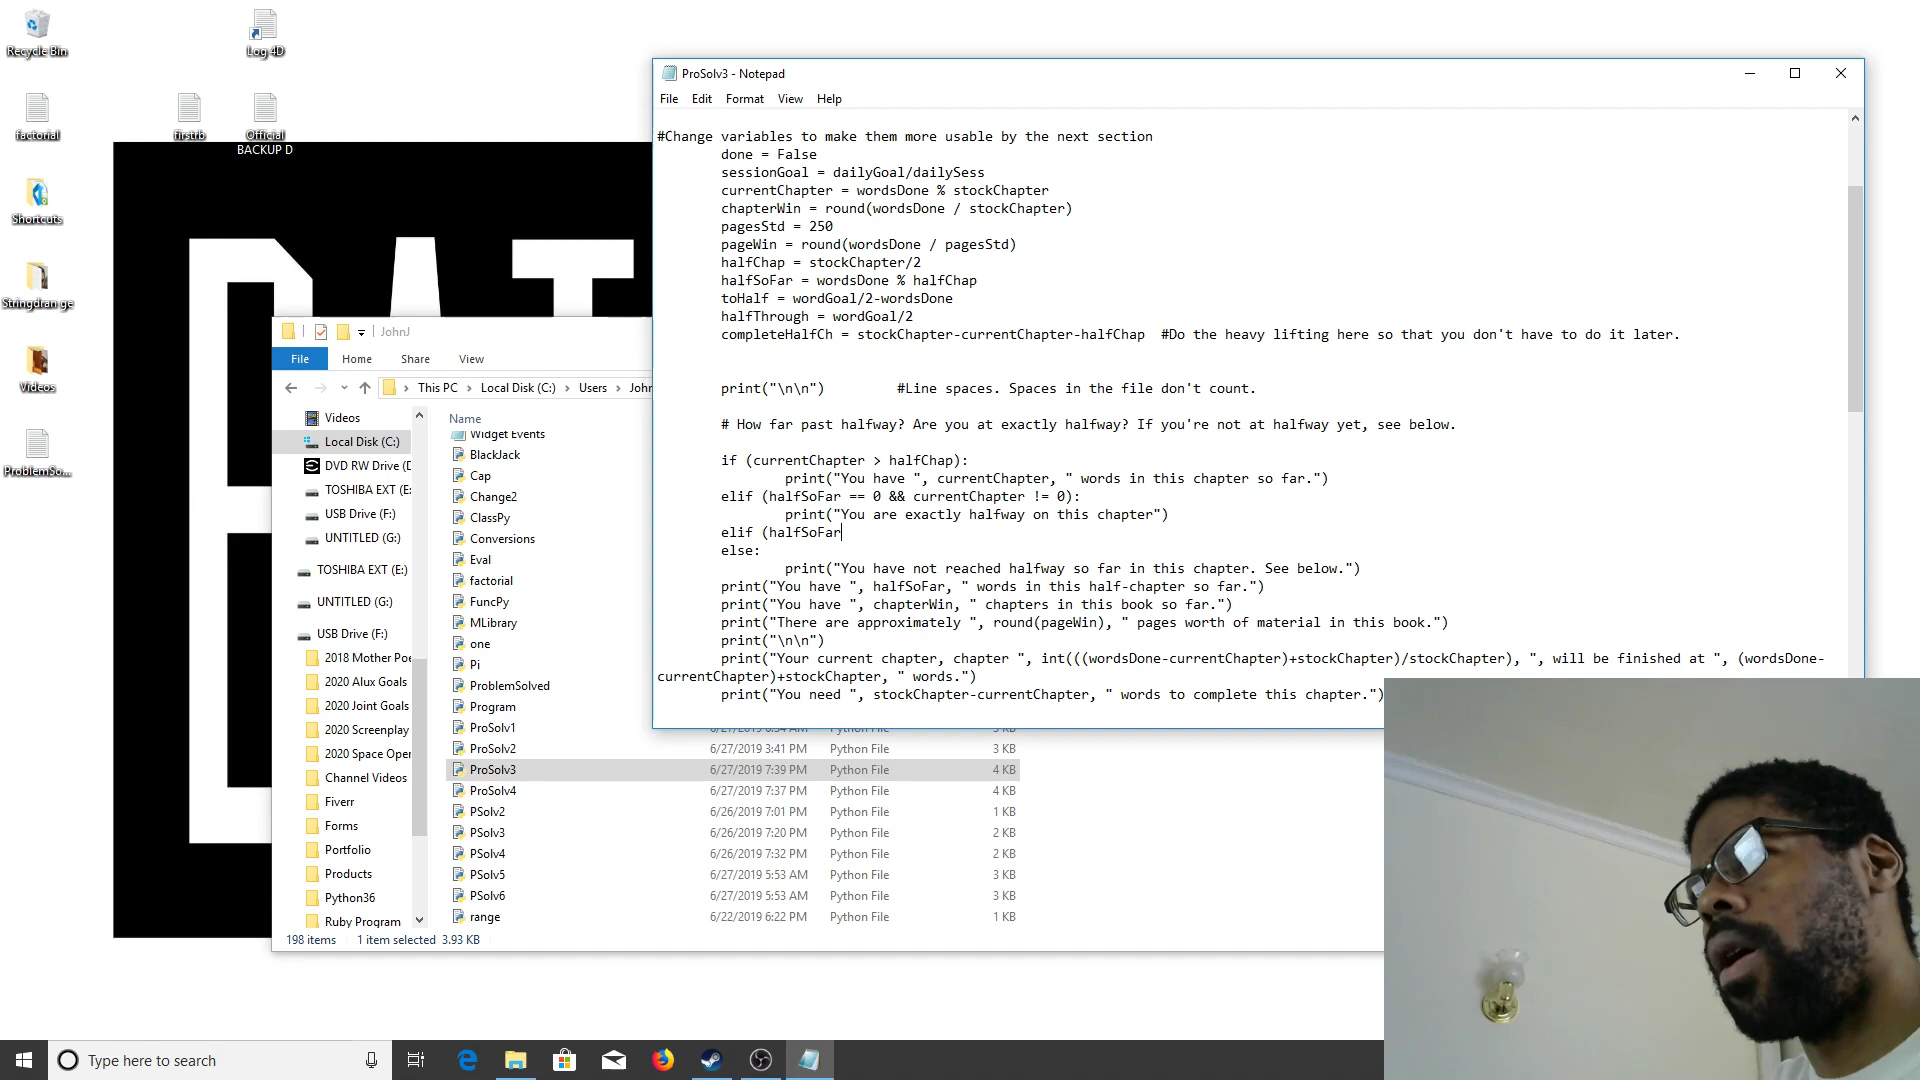 Recycle Bin
Log 4D
factorial
firstrb
Official
BACKUP D
Shortcuts
Stringdran ge
Videos
ProblemSo...
JohnJ
File
Home
Share
View
This PC
Local Disk (C:)
Users
John
Videos
Local Disk (C:)
DVD RW Drive (D
TOSHIBA EXT (E:
USB Drive (F:)
UNTITLED (G:)
TOSHIBA EXT (E:)
UNTITLED (G:)
USB Drive (F:)
2018 Mother Poe
2020 Alux Goals
2020 Joint Goals
2020 Screenplay
2020 Space Oper
Channel Videos
Fiverr
Forms
Portfolio
Products
Python36
Ruby Program
Name
Widget Events
BlackJack
Cap
Change2
ClassPy
Conversions
Eval
factorial
FuncPy
MLibrary
one
Pi
ProblemSolved
Program
ProSolv1
ProSolv2 6/27/2019 3:41 PM Python File 3 KB
ProSolv3 6/27/2019 7:39 PM Python File 4 KB
ProSolv4 6/27/2019 7:37 PM Python File 4 KB
PSolv2 6/26/2019 7:01 PM Python File 1 KB
PSolv3 6/26/2019 7:20 PM Python File 2 KB
PSolv4 6/26/2019 7:32 PM Python File 2 KB
PSolv5 6/27/2019 5:53 AM Python File 3 KB
PSolv6 6/27/2019 5:53 AM Python File 3 KB
range 6/22/2019 6:22 PM Python File 1 KB
198 items 1 item selected 3.93 KB
ProSolv3 - Notepad
File Edit Format View Help
#Change variables to make them more usable by the next section
done = False
sessionGoal = dailyGoal/dailySess
currentChapter = wordsDone % stockChapter
chapterWin = round(wordsDone / stockChapter)
pagesStd = 250
pageWin = round(wordsDone / pagesStd)
halfChap = stockChapter/2
halfSoFar = wordsDone % halfChap
toHalf = wordGoal/2-wordsDone
halfThrough = wordGoal/2
completeHalfCh = stockChapter-currentChapter-halfChap #Do the heavy lifting here so that you don't have to do it later.
print("\n\n") #Line spaces. Spaces in the file don't count.
# How far past halfway? Are you at exactly halfway? If you're not at halfway yet, see below.
if (currentChapter > halfChap):
print("You have ", currentChapter, " words in this chapter so far.")
elif (halfSoFar == 0 && currentChapter != 0):
print("You are exactly halfway on this chapter")
elif (halfSoFar
else:
print("You have not reached halfway so far in this chapter. See below.")
print("You have ", halfSoFar, " words in this half-chapter so far.")
print("You have ", chapterWin, " chapters in this book so far.")
print("There are approximately ", round(pageWin), " pages worth of material in this book.")
print("\n\n")
print("Your current chapter, chapter ", int(((wordsDone-currentChapter)+stockChapter)/stockChapter), ", will be finished at ", (wordsDone-
currentChapter)+stockChapter, " words.")
print("You need ", stockChapter-currentChapter, " words to complete this chapter.")
Type here to search